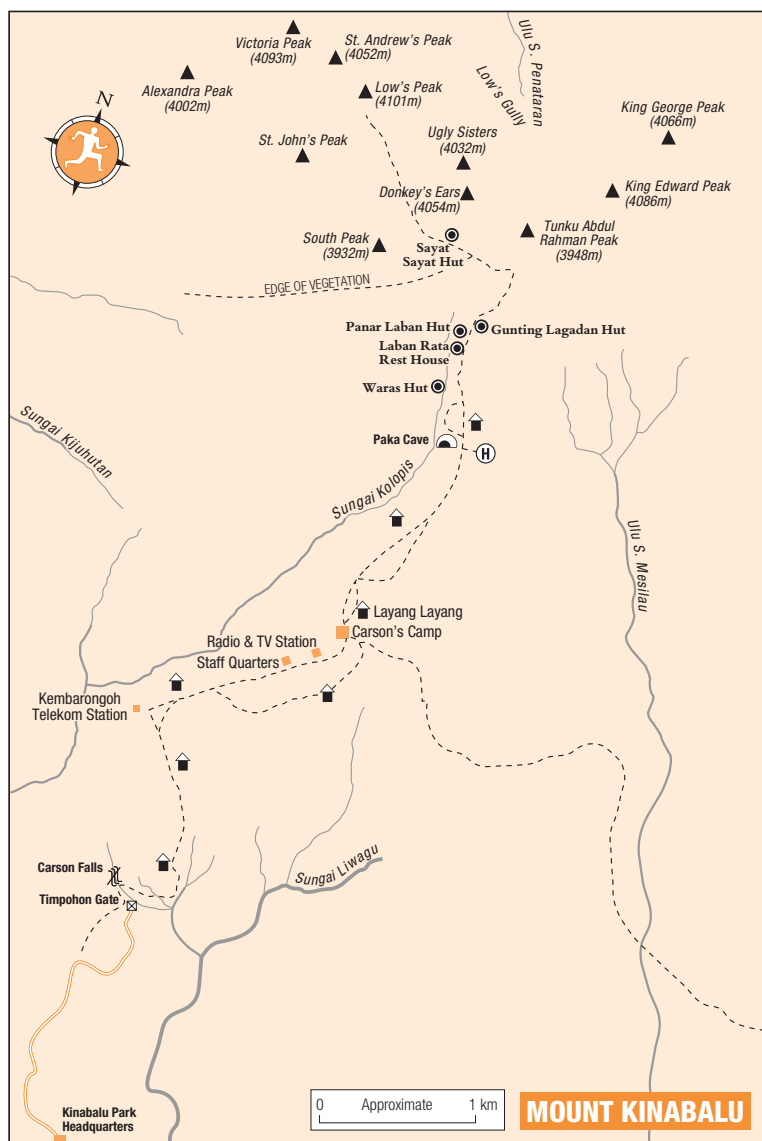 Victoria Peak
(4093m)
St. Andrew's Peak
(4052m)
Ulu S. Penataran
Low's Gully
Alexandra Peak
(4002m)
Low's Peak
(4101m)
N
King George Peak
(4066m)
St. John's Peak
Ugly Sisters
(4032m)
Donkey's Ears
(4054m)
King Edward Peak
(4086m)
South Peak
(3932m)
Sayat
Sayat Hut
Tunku Abdul
Rahman Peak
(3948m)
EDGE OF VEGETATION
Panar Laban Hut
Gunting Lagadan Hut
Laban Rata
Rest House
Waras Hut
Sungai Kijuhutan
Paka Cave
H
Sungai Kolopis
Ulu S. Mesilau
Layang Layang
Carson's Camp
Radio & TV Station
Staff Quarters
Kembarongoh
Telekom Station
Carson Falls
Sungai Liwagu
Timpohon Gate
Kinabalu Park
Headquarters
0 Approximate 1 km
MOUNT KINABALU